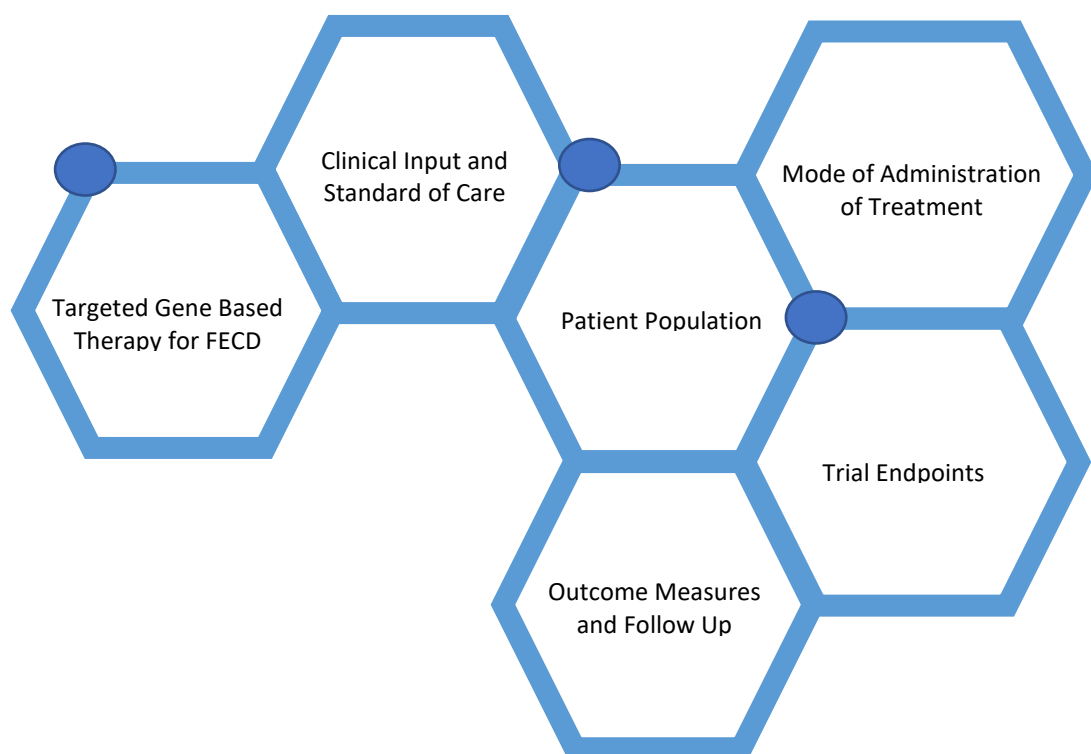 Clinical Input and
Standard of Care
Mode of Administration
of Treatment
Targeted Gene Based
Therapy for FECD
Patient Population
Trial Endpoints
Outcome Measures
and Follow Up